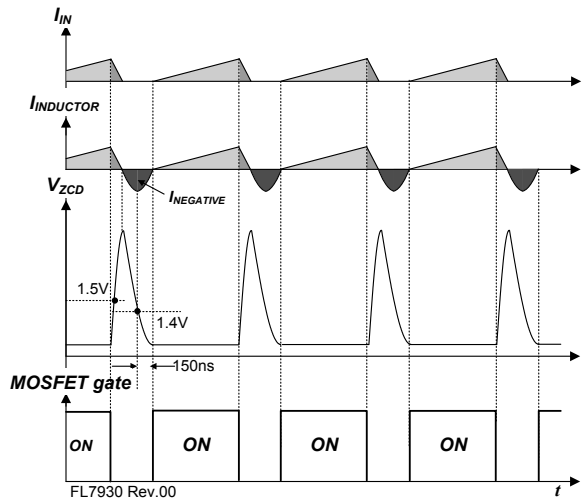 I_IN
I_INDUCTOR
I_NEGATIVE
V_ZCD
1.5V
1.4V
150ns
MOSFET gate
ON ON ON ON
FL7930 Rev.00 t